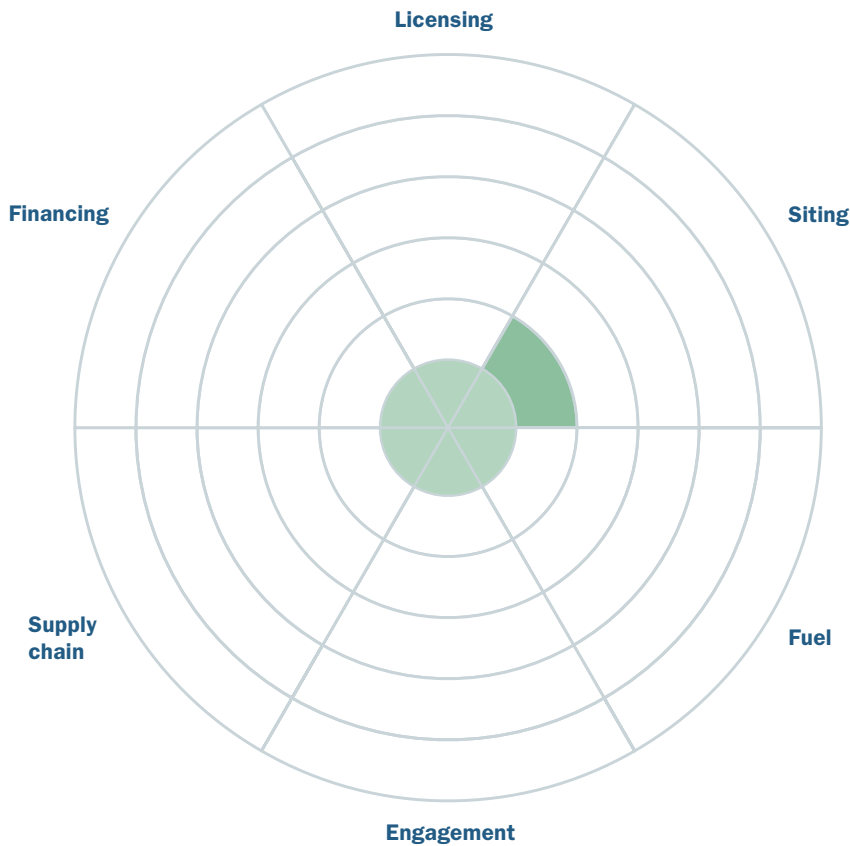 Licensing
Financing
Siting
Supply
chain
Fuel
Engagement